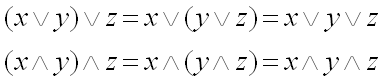 (x ∨ y) ∨ z = x ∨ (y ∨ z) = x ∨ y ∨ z
(x ∧ y) ∧ z = x ∧ (y ∧ z) = x ∧ y ∧ z